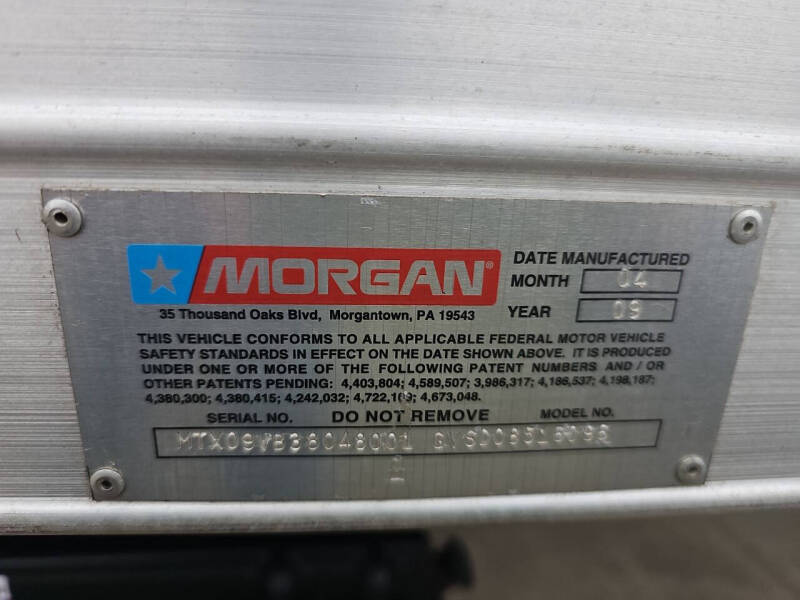 MORGAN®
35 Thousand Oaks Blvd, Morgantown, PA 19543
DATE MANUFACTURED
MONTH 04
YEAR 09
THIS VEHICLE CONFORMS TO ALL APPLICABLE FEDERAL MOTOR VEHICLE
SAFETY STANDARDS IN EFFECT ON THE DATE SHOWN ABOVE. IT IS PRODUCED
UNDER ONE OR MORE OF THE FOLLOWING PATENT NUMBERS AND / OR
OTHER PATENTS PENDING: 4,403,804; 4,589,507; 3,986,317; 4,186,537; 4,198,187;
4,380,300; 4,380,415; 4,242,032; 4,722,109; 4,673,048.
SERIAL NO. DO NOT REMOVE MODEL NO.